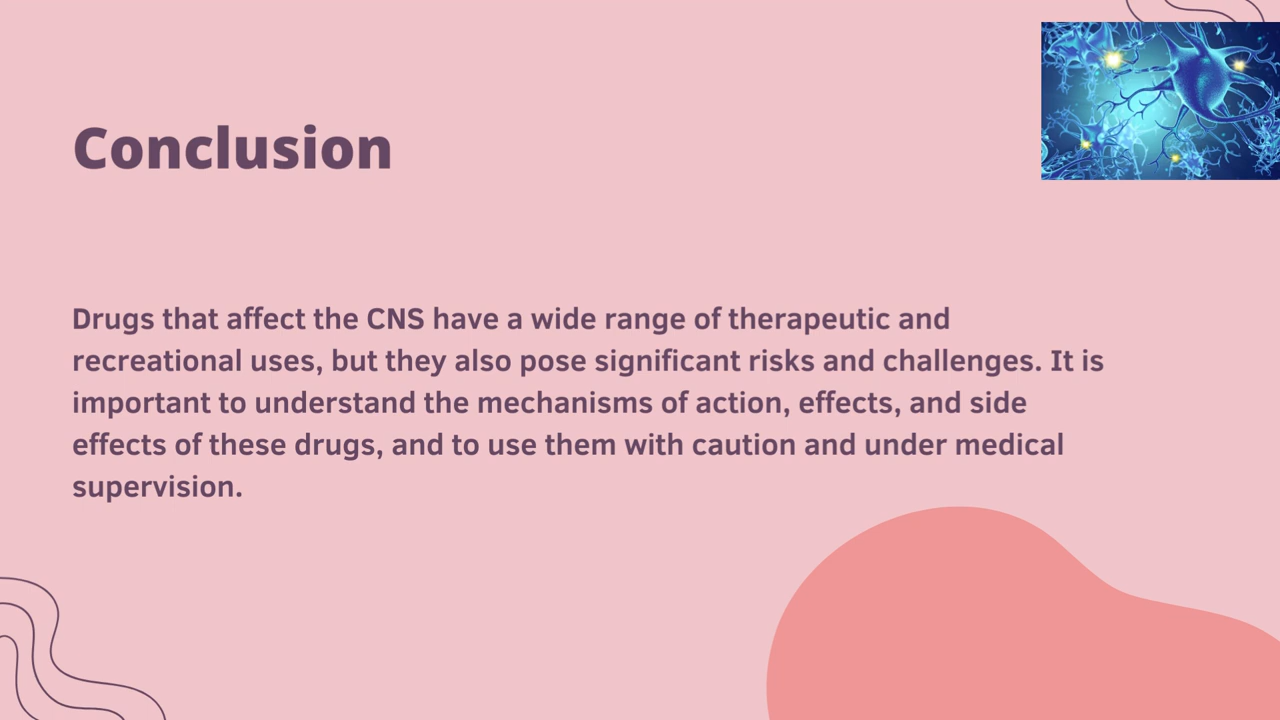 Conclusion
Drugs that affect the CNS have a wide range of therapeutic and
recreational uses, but they also pose significant risks and challenges. It is
important to understand the mechanisms of action, effects, and side
effects of these drugs, and to use them with caution and under medical
supervision.